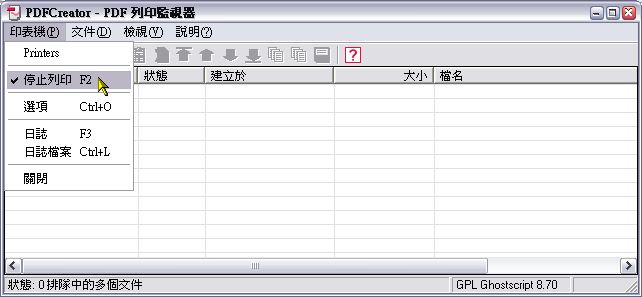 PDFCreator - PDF 列印監視器
印表機(P) 文件(D) 檢視(V) 說明(?)
Printers
停止列印 F2
選項 Ctrl+O
日誌 F3
日誌檔案 Ctrl+L
關閉
狀態 建立於 大小 檔名
狀態: 0 排隊中的多個文件 GPL Ghostscript 8.70